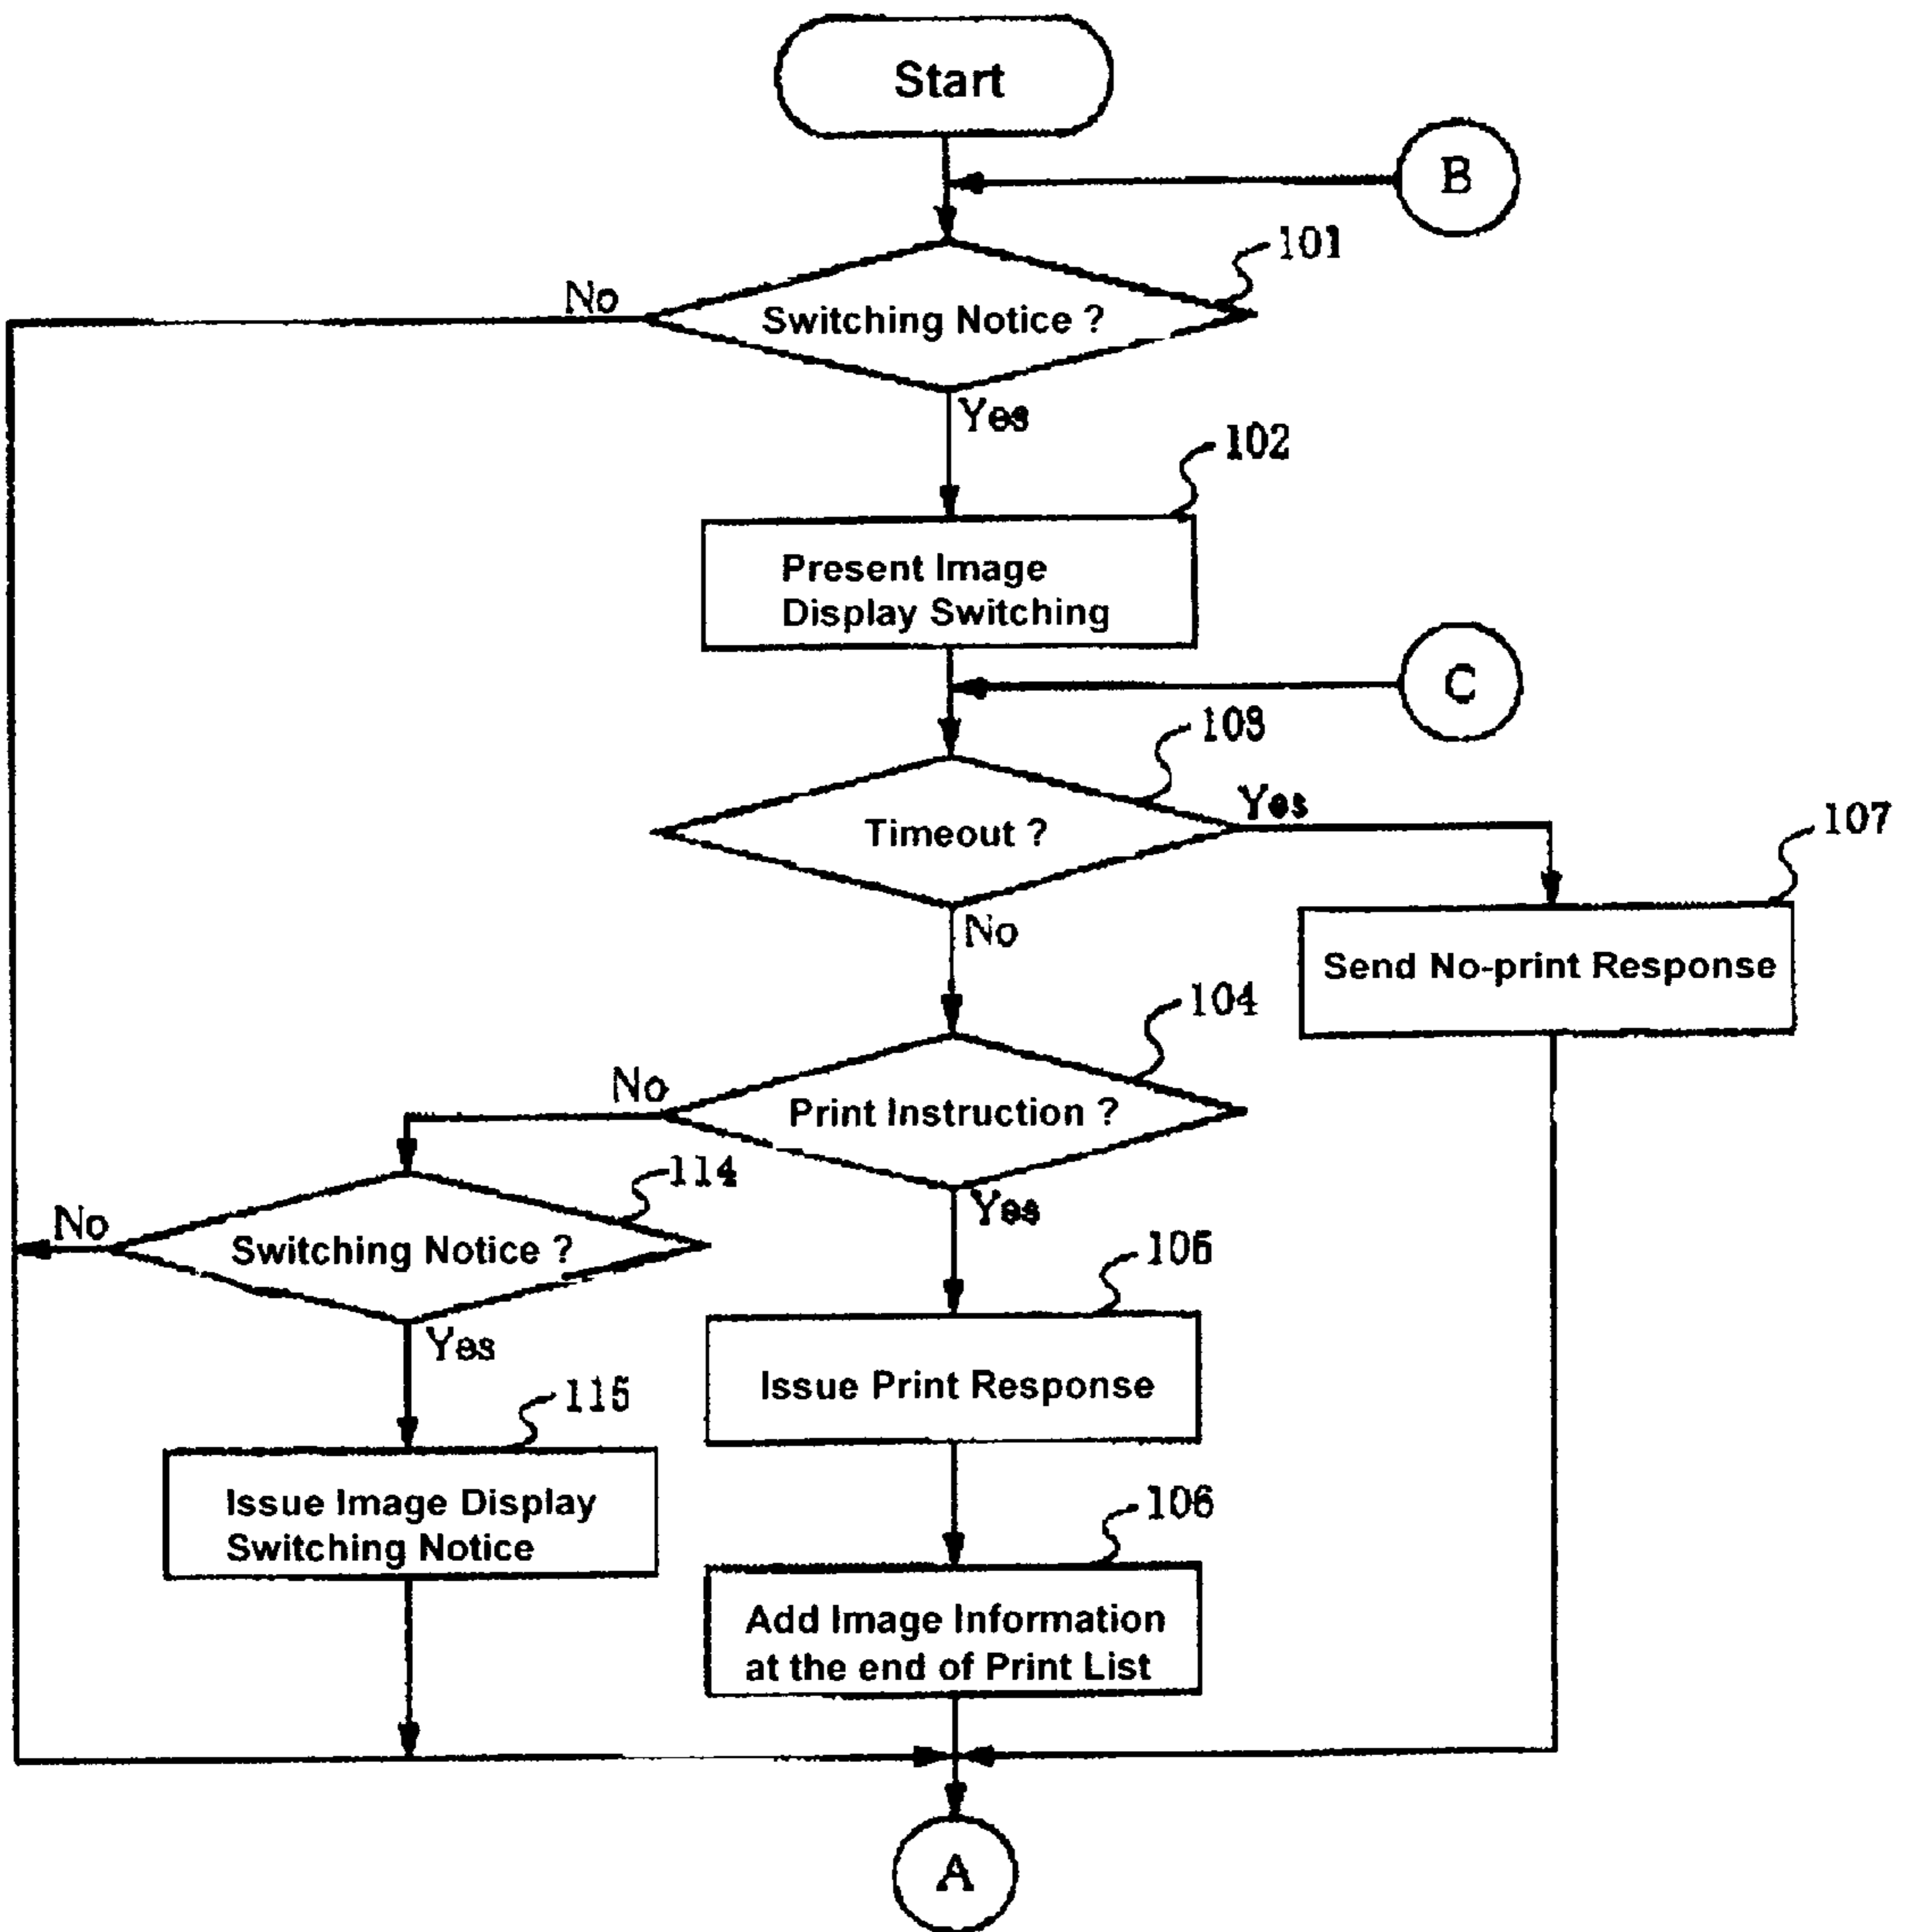 Start
B
101
No
Switching Notice ?
Yes
102
Present Image
Display Switching
C
103
Yes
Timeout ?
107
No
Send No-print Response
104
No
Print Instruction ?
114
Yes
No
Switching Notice ?
105
Yes
Issue Print Response
115
Issue Image Display
Switching Notice
106
Add Image Information
at the end of Print List
A